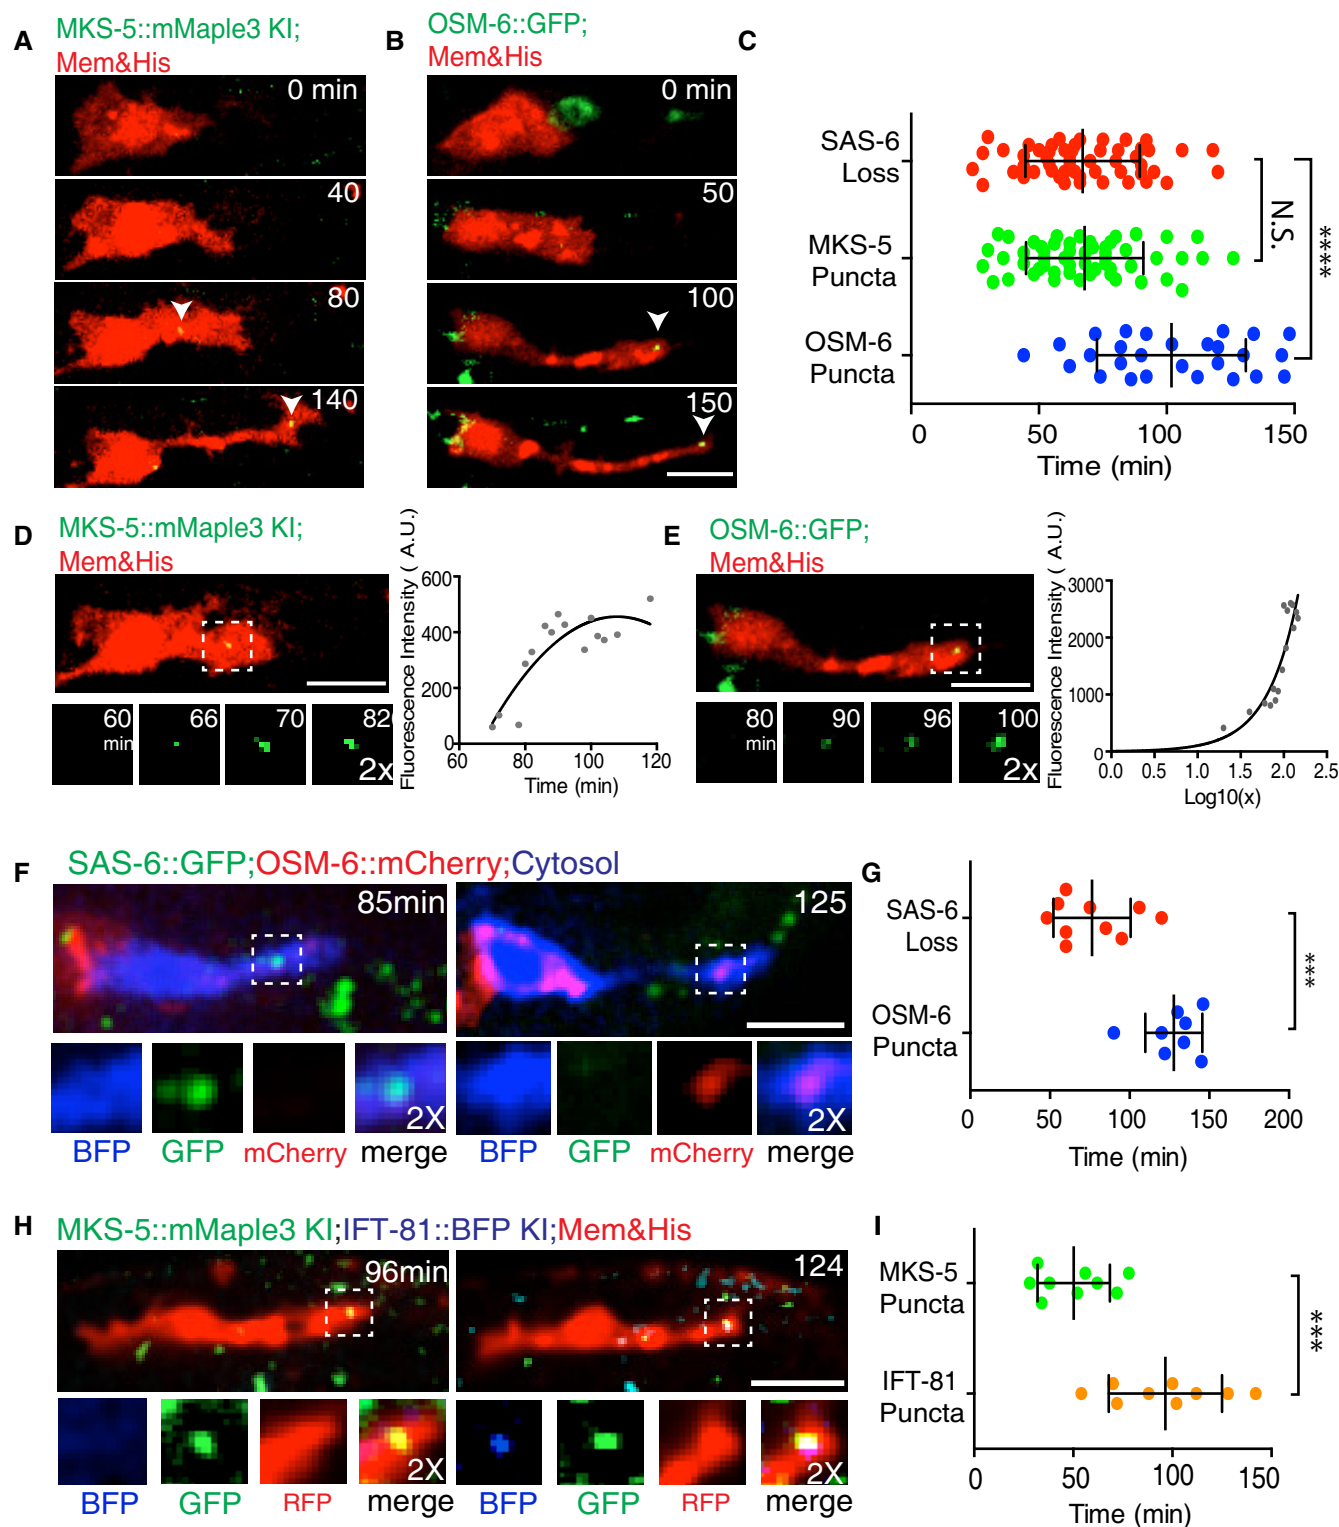 A
MKS-5::mMaple3 KI;
Mem&His
0 min
40
80
140
B
OSM-6::GFP;
Mem&His
0 min
50
100
150
C
SAS-6
Loss
MKS-5
Puncta
OSM-6
Puncta
N.S.
****
0 50 100 150
Time (min)
D
MKS-5::mMaple3 KI;
Mem&His
60
min
66
70
82
2x
Fluorescence Intensity ( A.U.)
600
400
200
0
60 80 100 120
Time (min)
E
OSM-6::GFP;
Mem&His
80
min
90
96
100
2x
Fluorescence Intensity ( A.U.)
3000
2000
1000
0
0.0 0.5 1.0 1.5 2.0 2.5
Log10(x)
F
SAS-6::GFP;OSM-6::mCherry;Cytosol
85min
125
2X
2X
BFP GFP mCherry merge BFP GFP mCherry merge
G
SAS-6
Loss
OSM-6
Puncta
***
0 50 100 150 200
Time (min)
H
MKS-5::mMaple3 KI;IFT-81::BFP KI;Mem&His
96min
124
2X
2X
BFP GFP RFP merge BFP GFP RFP merge
I
MKS-5
Puncta
IFT-81
Puncta
***
0 50 100 150
Time (min)